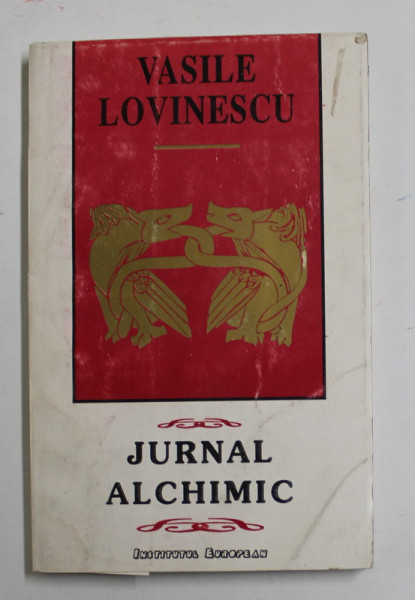 VASILE
LOVINESCU
JURNAL
ALCHIMIC
INSTITUTUL EUROPEAN